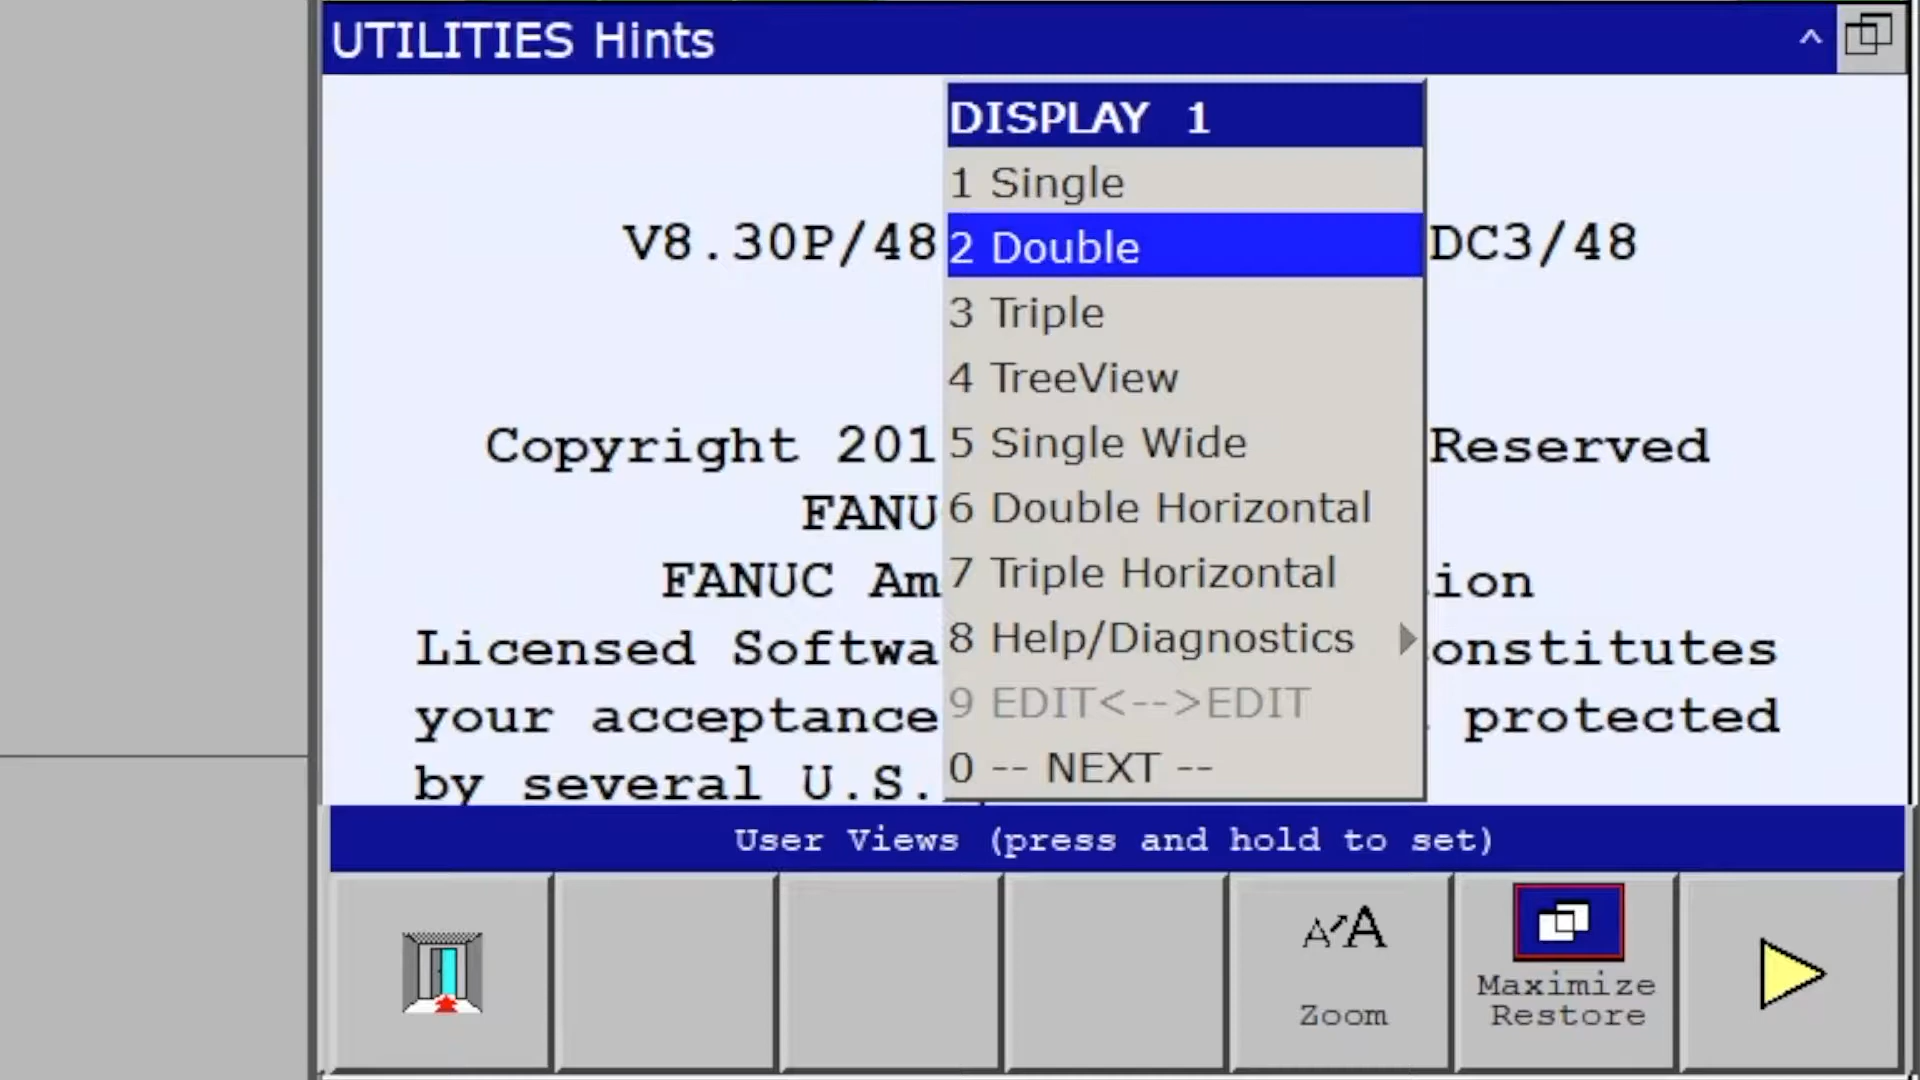 UTILITIES Hints
DISPLAY 1
1 Single
2 Double
3 Triple
4 TreeView
5 Single Wide
6 Double Horizontal
7 Triple Horizontal
8 Help/Diagnostics
9 EDIT<-->EDIT
0 -- NEXT --
V8.30P/48 DC3/48
Copyright 201 Reserved
FANU
FANUC Am ion
Licensed Softwa onstitutes
your acceptance protected
by several U.S.
User Views (press and hold to set)
A A
Zoom
Maximize
Restore